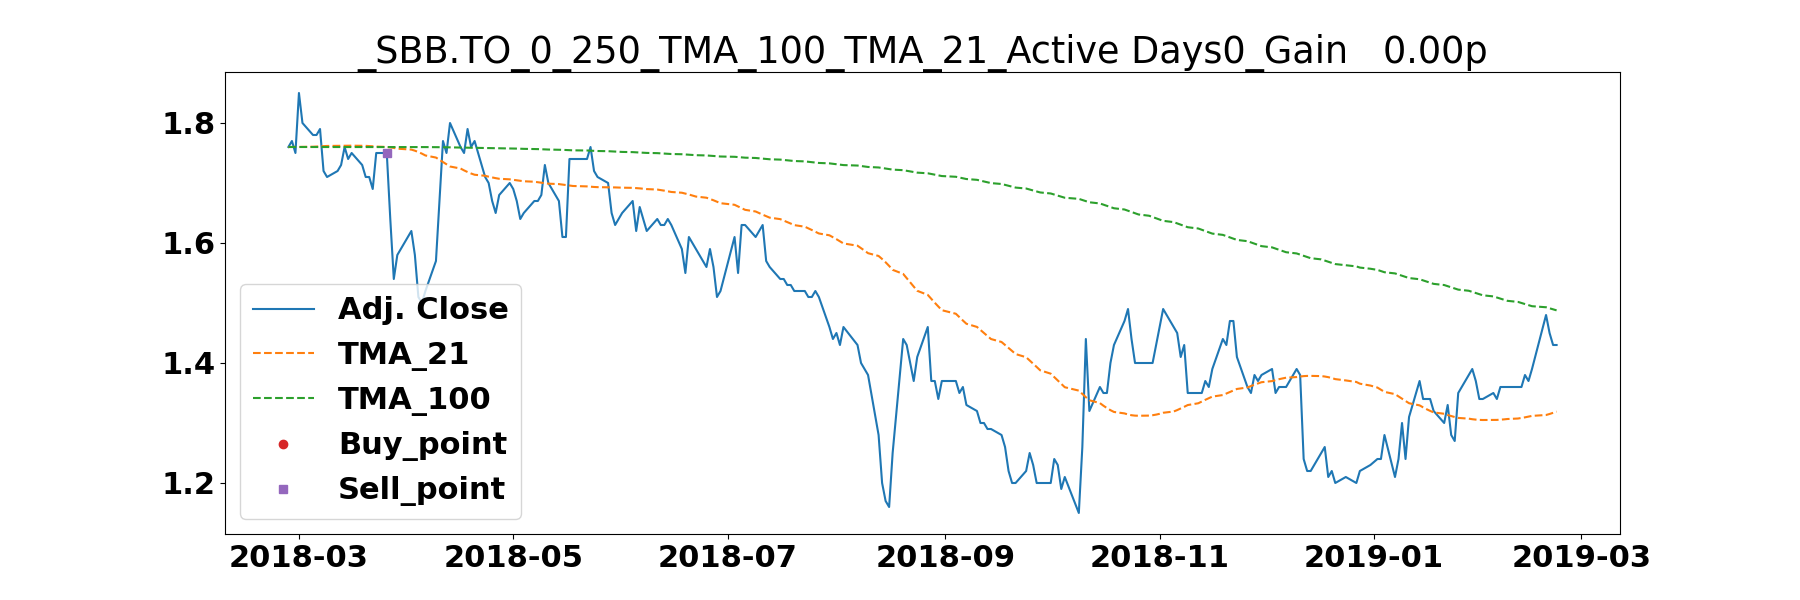 _SBB.TO_0_250_TMA_100_TMA_21_Active Days0_Gain   0.00p
1.8
1.6
1.4
1.2
Adj. Close
TMA_21
TMA_100
Buy_point
Sell_point
2018-03 2018-05 2018-07 2018-09 2018-11 2019-01 2019-03